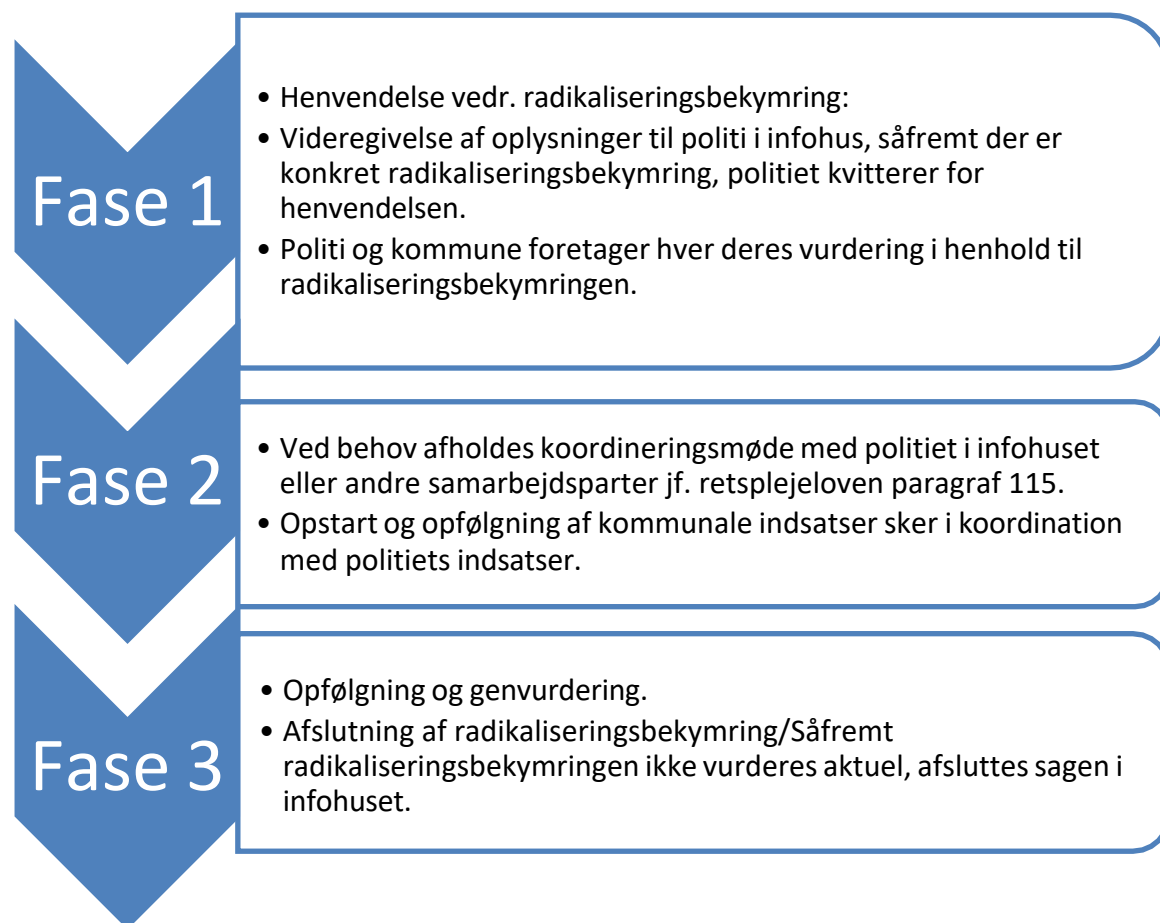 Fase 1
• Henvendelse vedr. radikaliseringsbekymring:
• Videregivelse af oplysninger til politi i infohus, såfremt der er
konkret radikaliseringsbekymring, politiet kvitterer for
henvendelsen.
• Politi og kommune foretager hver deres vurdering i henhold til
radikaliseringsbekymringen.
Fase 2
• Ved behov afholdes koordineringsmøde med politiet i infohuset
eller andre samarbejdsparter jf. retsplejeloven paragraf 115.
• Opstart og opfølgning af kommunale indsatser sker i koordination
med politiets indsatser.
Fase 3
• Opfølgning og genvurdering.
• Afslutning af radikaliseringsbekymring/Såfremt
radikaliseringsbekymringen ikke vurderes aktuel, afsluttes sagen i
infohuset.